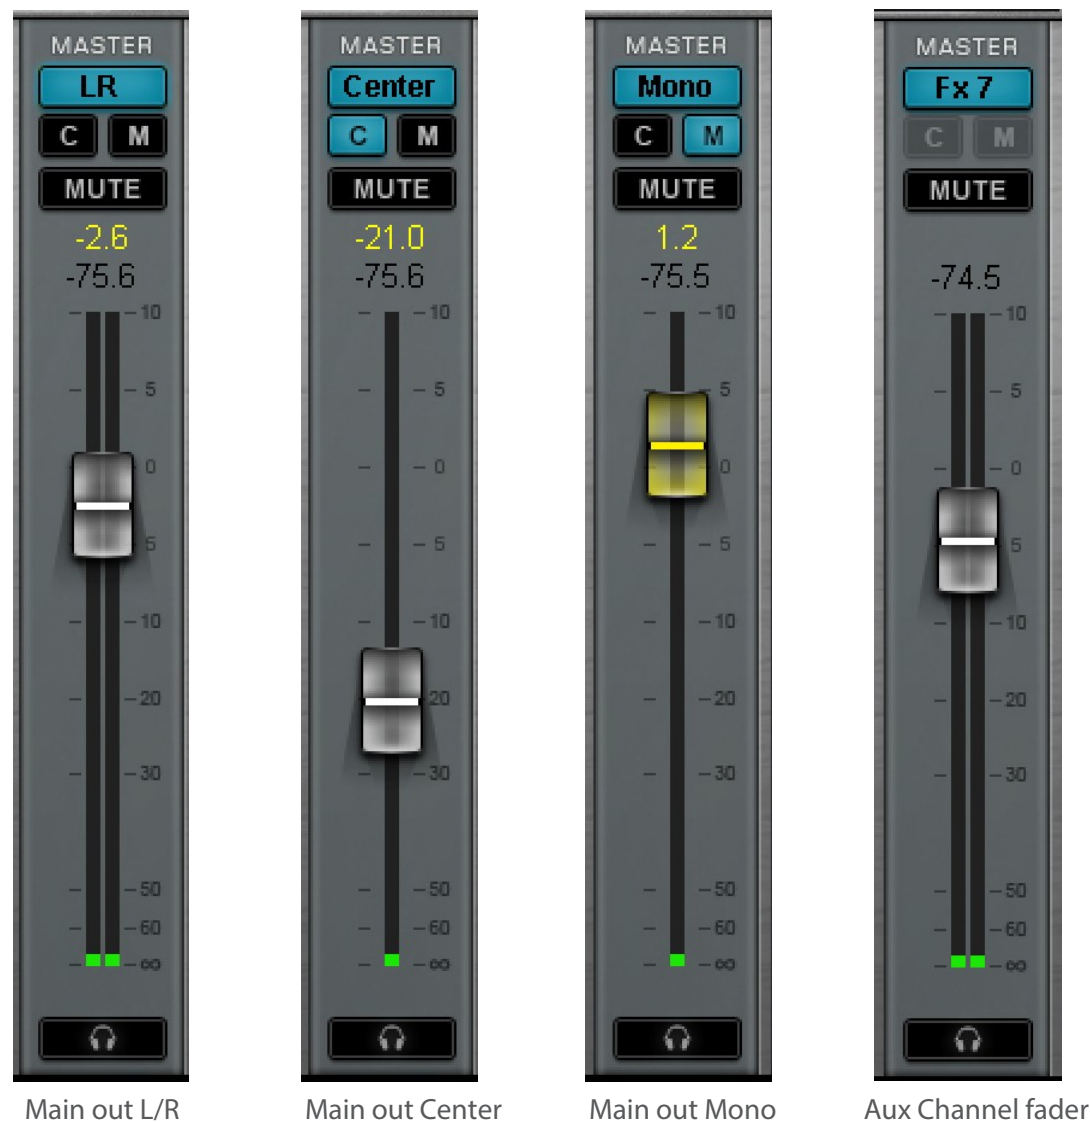 MASTER
LR
C M
MUTE
-2.6
-75.6
10
5
0
5
10
20
30
50
60
∞
Main out L/R
MASTER
Center
C M
MUTE
-21.0
-75.6
10
5
0
5
10
20
30
50
60
∞
Main out Center
MASTER
Mono
C M
MUTE
1.2
-75.5
10
5
0
5
10
20
30
50
60
∞
Main out Mono
MASTER
Fx 7
C M
MUTE
-74.5
10
5
0
5
10
20
30
50
60
∞
Aux Channel fader